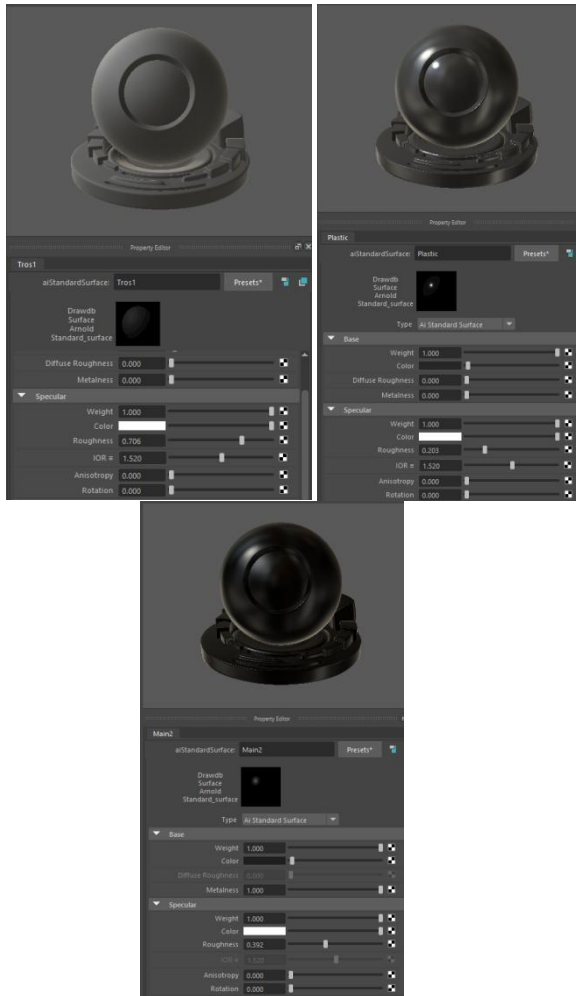 Property Editor
Tros1
aiStandardSurface: Tros1 Presets*
Drawdb
Surface
Arnold
Standard_surface
Diffuse Roughness 0.000
Metalness 0.000
Specular
Weight 1.000
Color
Roughness 0.706
IOR = 1.520
Anisotropy 0.000
Rotation 0.000
Property Editor
Plastic
aiStandardSurface: Plastic Presets*
Drawdb
Surface
Arnold
Standard_surface
Type Ai Standard Surface
Base
Weight 1.000
Color
Diffuse Roughness 0.000
Metalness 0.000
Specular
Weight 1.000
Color
Roughness 0.203
IOR = 1.520
Anisotropy 0.000
Rotation 0.000
Property Editor
Main2
aiStandardSurface: Main2 Presets*
Drawdb
Surface
Arnold
Standard_surface
Type Ai Standard Surface
Base
Weight 1.000
Color
Diffuse Roughness 0.000
Metalness 1.000
Specular
Weight 1.000
Color
Roughness 0.392
IOR = 1.520
Anisotropy 0.000
Rotation 0.000